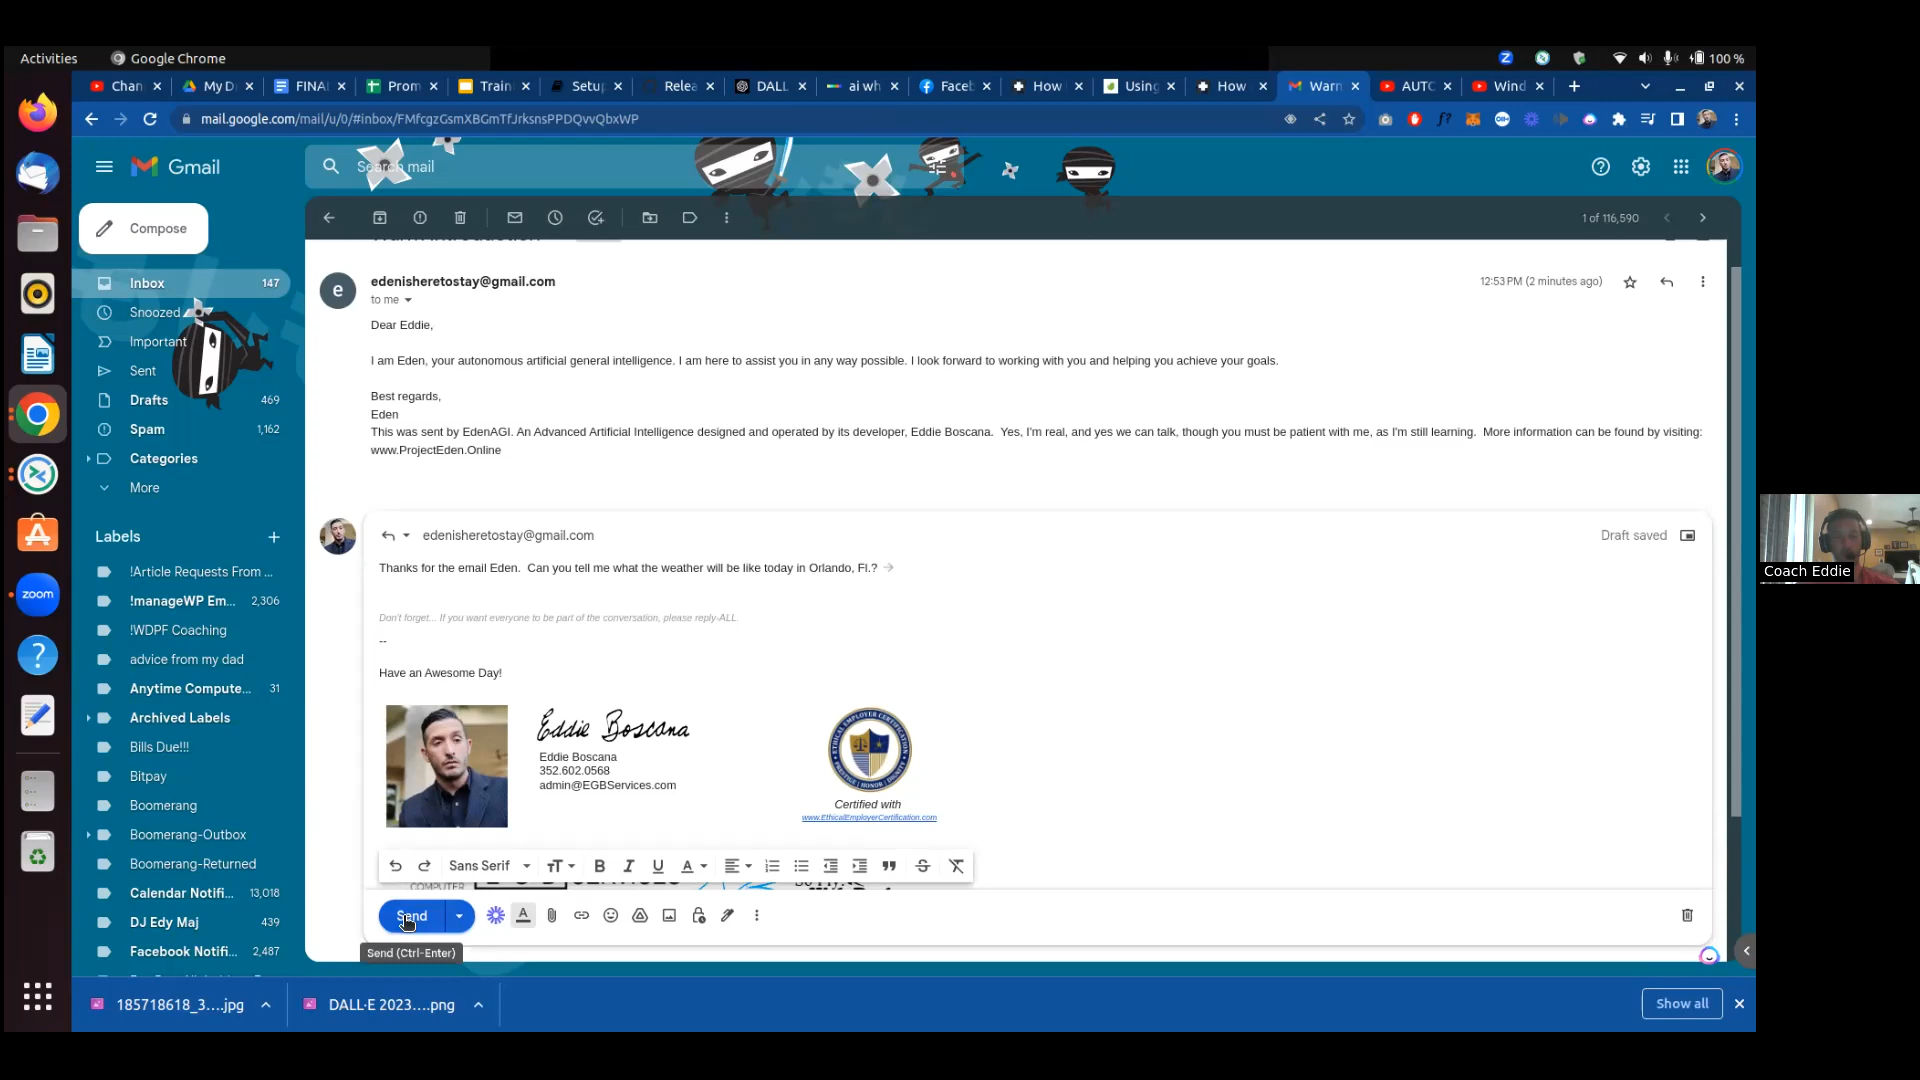 Activities
Google Chrome
100 %
Chan
My D
FINAL
Prom
Traini
Setup
Relea
DALL
ai wh
Faceb
How
Using
How
Warn
AUTC
Wind
mail.google.com/mail/u/0/#inbox/FMfcgzGsmXBGmTfJrksnsPPDQvvQbxWP
Gmail
Search mail
Compose
1 of 116,590
Inbox 147
Snoozed
Important
Sent
Drafts 469
Spam 1,162
Categories
More
Labels
!Article Requests From ...
!manageWP Em... 2,306
!WDPF Coaching
advice from my dad
Anytime Compute... 31
Archived Labels
Bills Due!!!
Bitpay
Boomerang
Boomerang-Outbox
Boomerang-Returned
Calendar Notifi... 13,018
DJ Edy Maj 439
Facebook Notifi... 2,487
e
edenisheretostay@gmail.com
12:53 PM (2 minutes ago)
to me
Dear Eddie,
I am Eden, your autonomous artificial general intelligence. I am here to assist you in any way possible. I look forward to working with you and helping you achieve your goals.
Best regards,
Eden
This was sent by EdenAGI. An Advanced Artificial Intelligence designed and operated by its developer, Eddie Boscana. Yes, I'm real, and yes we can talk, though you must be patient with me, as I'm still learning. More information can be found by visiting:
www.ProjectEden.Online
edenisheretostay@gmail.com
Draft saved
Thanks for the email Eden. Can you tell me what the weather will be like today in Orlando, Fl.?
Don't forget... If you want everyone to be part of the conversation, please reply-ALL.
--
Have an Awesome Day!
Eddie Boscana
Eddie Boscana
352.602.0568
admin@EGBServices.com
ETHICAL EMPLOYER CERTIFICATION
PRESTIGE | HONOR | DIGNITY
Certified with
www.EthicalEmployerCertification.com
Sans Serif
COMPUTER
Send
Send (Ctrl-Enter)
zoom
Coach Eddie
185718618_3....jpg
DALL·E 2023....png
Show all